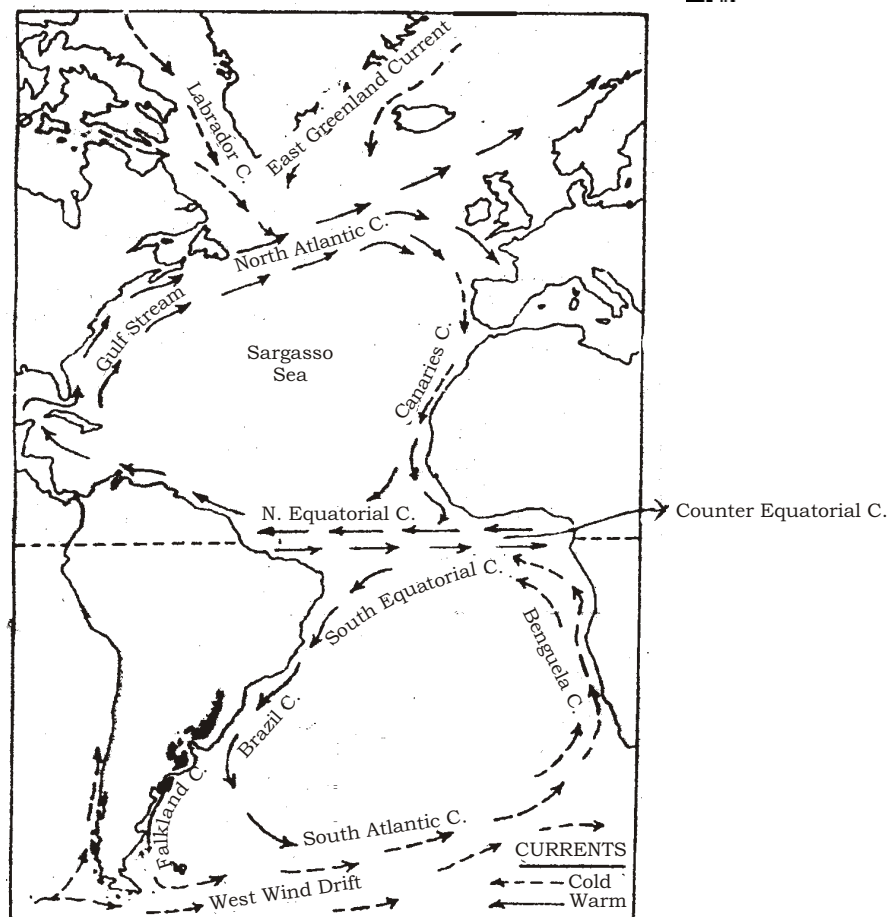 Labrador C.
East Greenland Current
North Atlantic C.
Gulf Stream
Sargasso
Sea
Canaries C.
N. Equatorial C.
Counter Equatorial C.
South Equatorial C.
Benguela C.
Brazil C.
Falkland C.
South Atlantic C.
West Wind Drift
CURRENTS
Cold
Warm